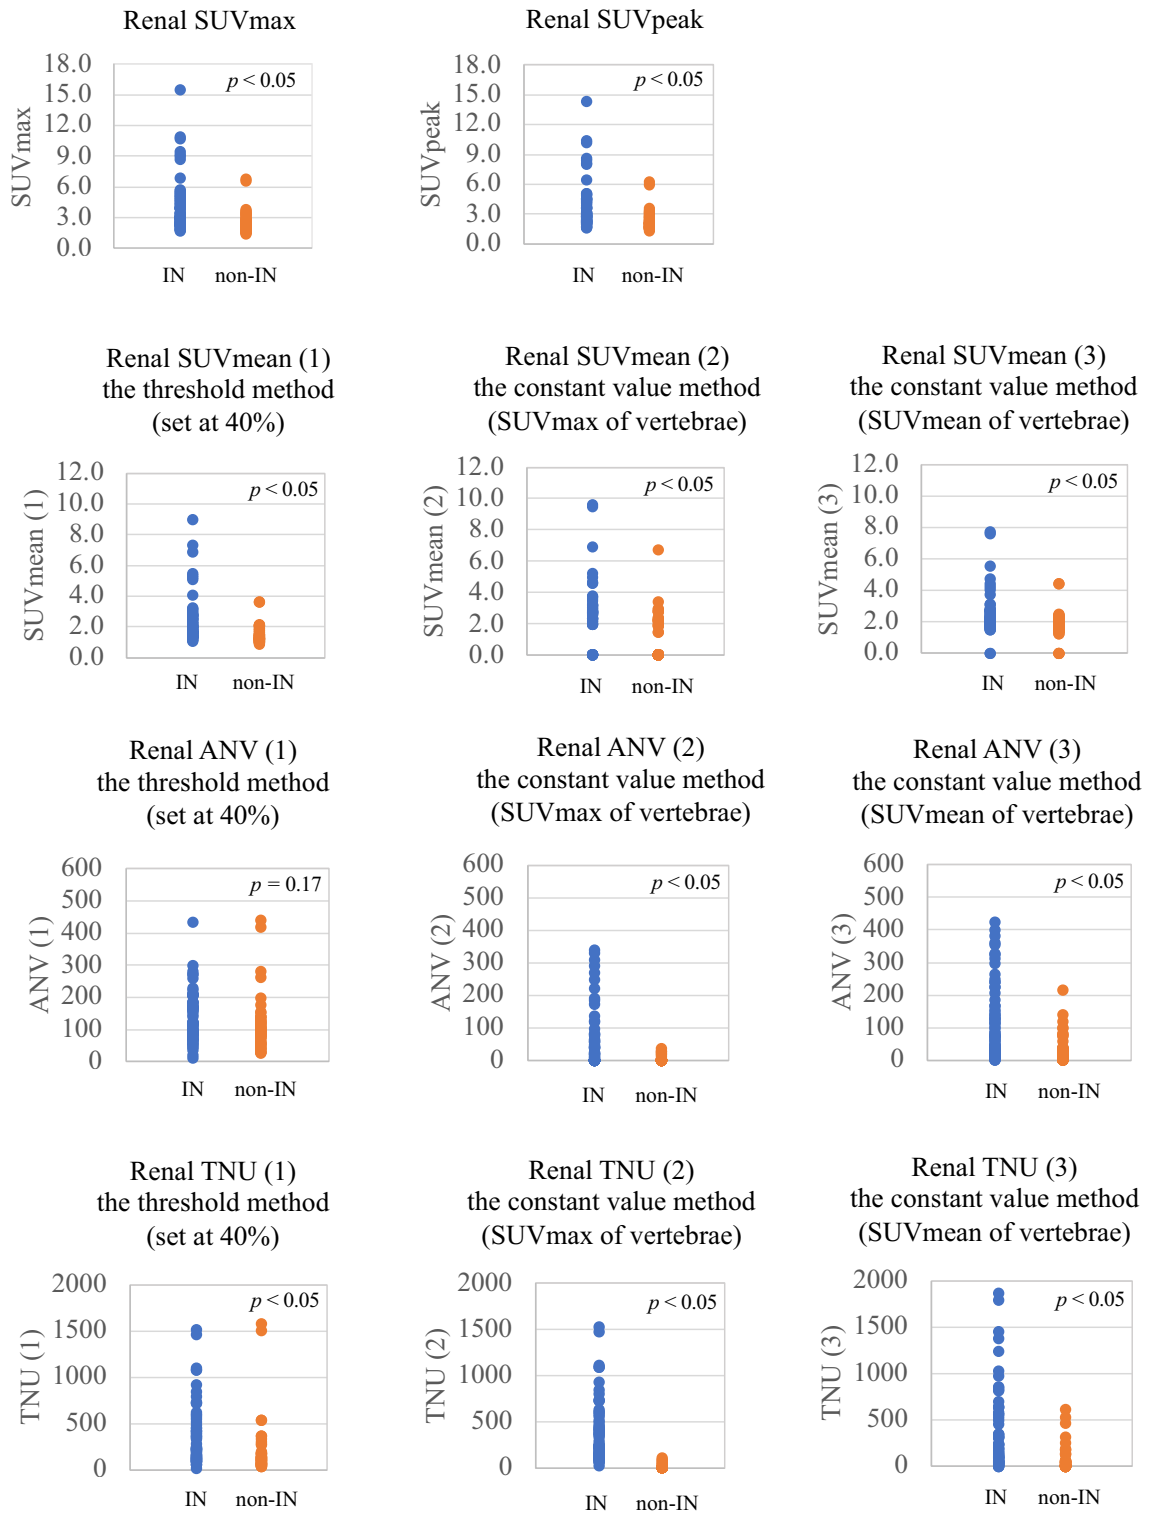 Renal SUVmax
SUVmax
18.0
15.0
12.0
9.0
6.0
3.0
0.0
p < 0.05
IN non-IN
Renal SUVpeak
SUVpeak
18.0
15.0
12.0
9.0
6.0
3.0
0.0
p < 0.05
IN non-IN
Renal SUVmean (1)
the threshold method
(set at 40%)
SUVmean (1)
12.0
10.0
8.0
6.0
4.0
2.0
0.0
p < 0.05
IN non-IN
Renal SUVmean (2)
the constant value method
(SUVmax of vertebrae)
SUVmean (2)
12.0
10.0
8.0
6.0
4.0
2.0
0.0
p < 0.05
IN non-IN
Renal SUVmean (3)
the constant value method
(SUVmean of vertebrae)
SUVmean (3)
12.0
10.0
8.0
6.0
4.0
2.0
0.0
p < 0.05
IN non-IN
Renal ANV (1)
the threshold method
(set at 40%)
ANV (1)
600
500
400
300
200
100
0
p = 0.17
IN non-IN
Renal ANV (2)
the constant value method
(SUVmax of vertebrae)
ANV (2)
600
500
400
300
200
100
0
p < 0.05
IN non-IN
Renal ANV (3)
the constant value method
(SUVmean of vertebrae)
ANV (3)
600
500
400
300
200
100
0
p < 0.05
IN non-IN
Renal TNU (1)
the threshold method
(set at 40%)
TNU (1)
2000
1500
1000
500
0
p < 0.05
IN non-IN
Renal TNU (2)
the constant value method
(SUVmax of vertebrae)
TNU (2)
2000
1500
1000
500
0
p < 0.05
IN non-IN
Renal TNU (3)
the constant value method
(SUVmean of vertebrae)
TNU (3)
2000
1500
1000
500
0
p < 0.05
IN non-IN